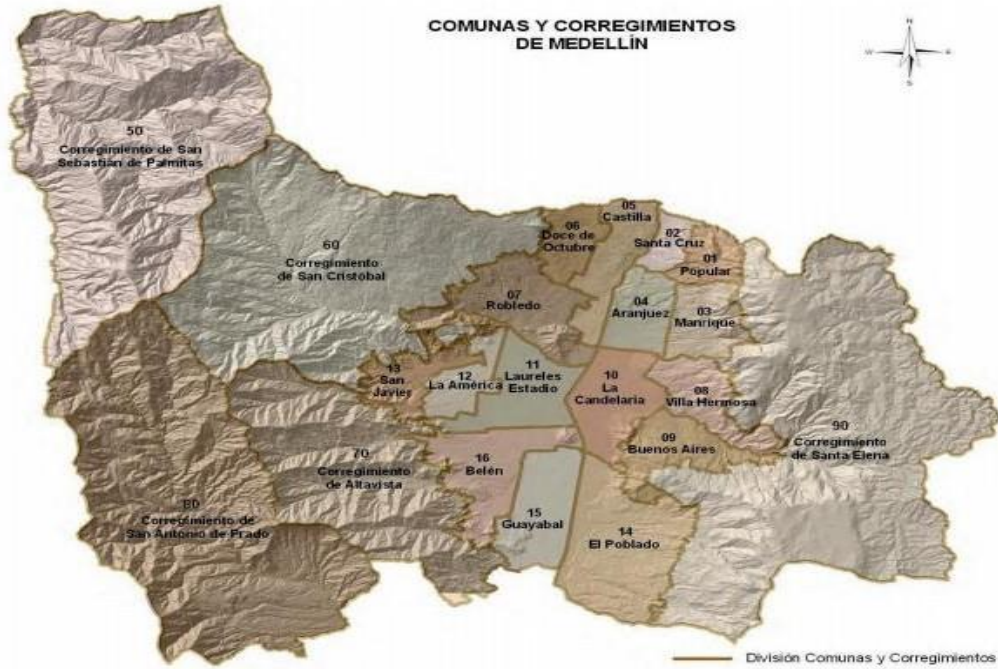 COMUNAS Y CORREGIMIENTOS
DE MEDELLÍN
N
W
E
S
50
Corregimiento de San
Sebastián de Palmitas
60
Corregimiento
de San Cristóbal
05
Castilla
06
Doce de
Octubre
02
Santa Cruz
01
Popular
07
Robledo
04
Aranjuez
03
Manrique
13
San
Javier
12
La América
11
Laureles
Estadio
10
La
Candelaria
08
Villa Hermosa
09
Buenos Aires
90
Corregimiento
de Santa Elena
70
Corregimiento
de Altavista
16
Belén
15
Guayabal
14
El Poblado
80
Corregimiento de
San Antonio de Prado
División Comunas y Corregimientos